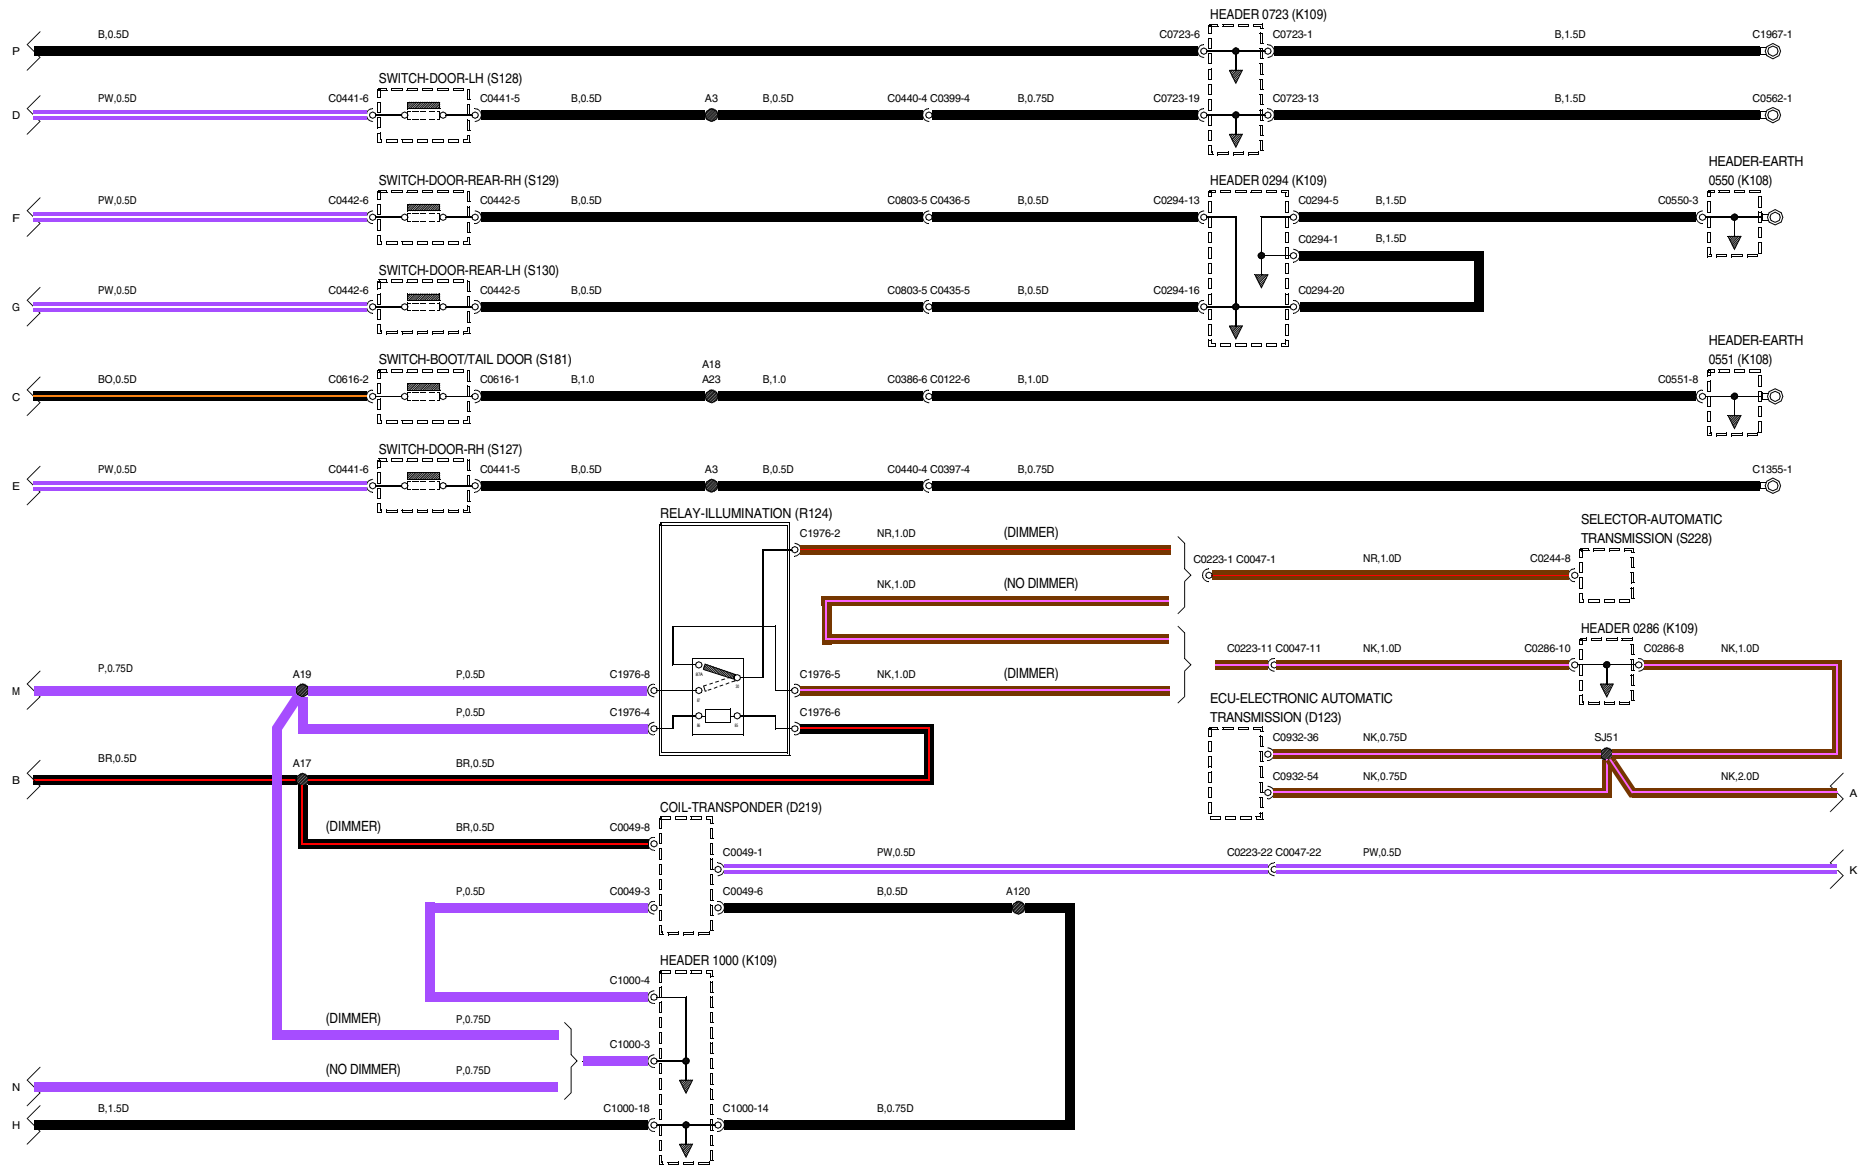 HEADER 0723 (K109)
P B,0.5D C0723-6 C0723-1 B,1.5D C1967-1
SWITCH-DOOR-LH (S128)
D PW,0.5D C0441-6 C0441-5 B,0.5D A3 B,0.5D C0440-4 C0399-4 B,0.75D C0723-19 C0723-13 B,1.5D C0562-1
HEADER-EARTH
0550 (K108)
SWITCH-DOOR-REAR-RH (S129) HEADER 0294 (K109)
F PW,0.5D C0442-6 C0442-5 B,0.5D C0803-5 C0436-5 B,0.5D C0294-13 C0294-5 B,1.5D C0550-3
C0294-1 B,1.5D
SWITCH-DOOR-REAR-LH (S130)
G PW,0.5D C0442-6 C0442-5 B,0.5D C0803-5 C0435-5 B,0.5D C0294-16 C0294-20
HEADER-EARTH
0551 (K108)
SWITCH-BOOT/TAIL DOOR (S181) A18
C BO,0.5D C0616-2 C0616-1 B,1.0 A23 B,1.0 C0386-6 C0122-6 B,1.0D C0551-8
SWITCH-DOOR-RH (S127)
E PW,0.5D C0441-6 C0441-5 B,0.5D A3 B,0.5D C0440-4 C0397-4 B,0.75D C1355-1
RELAY-ILLUMINATION (R124)
SELECTOR-AUTOMATIC
TRANSMISSION (S228)
C1976-2 NR,1.0D (DIMMER)
C0223-1 C0047-1 NR,1.0D C0244-8
NK,1.0D (NO DIMMER)
HEADER 0286 (K109)
C0223-11 C0047-11 NK,1.0D C0286-10 C0286-8 NK,1.0D
M P,0.75D A19 P,0.5D C1976-8 C1976-5 NK,1.0D (DIMMER)
ECU-ELECTRONIC AUTOMATIC
TRANSMISSION (D123)
P,0.5D C1976-4 C1976-6
C0932-36 NK,0.75D SJ51
B BR,0.5D A17 BR,0.5D
C0932-54 NK,0.75D NK,2.0D A
COIL-TRANSPONDER (D219)
(DIMMER) BR,0.5D C0049-8
C0049-1 PW,0.5D C0223-22 C0047-22 PW,0.5D K
P,0.5D C0049-3 C0049-6 B,0.5D A120
HEADER 1000 (K109)
C1000-4
(DIMMER) P,0.75D
C1000-3
N (NO DIMMER) P,0.75D
H B,1.5D C1000-18 C1000-14 B,0.75D